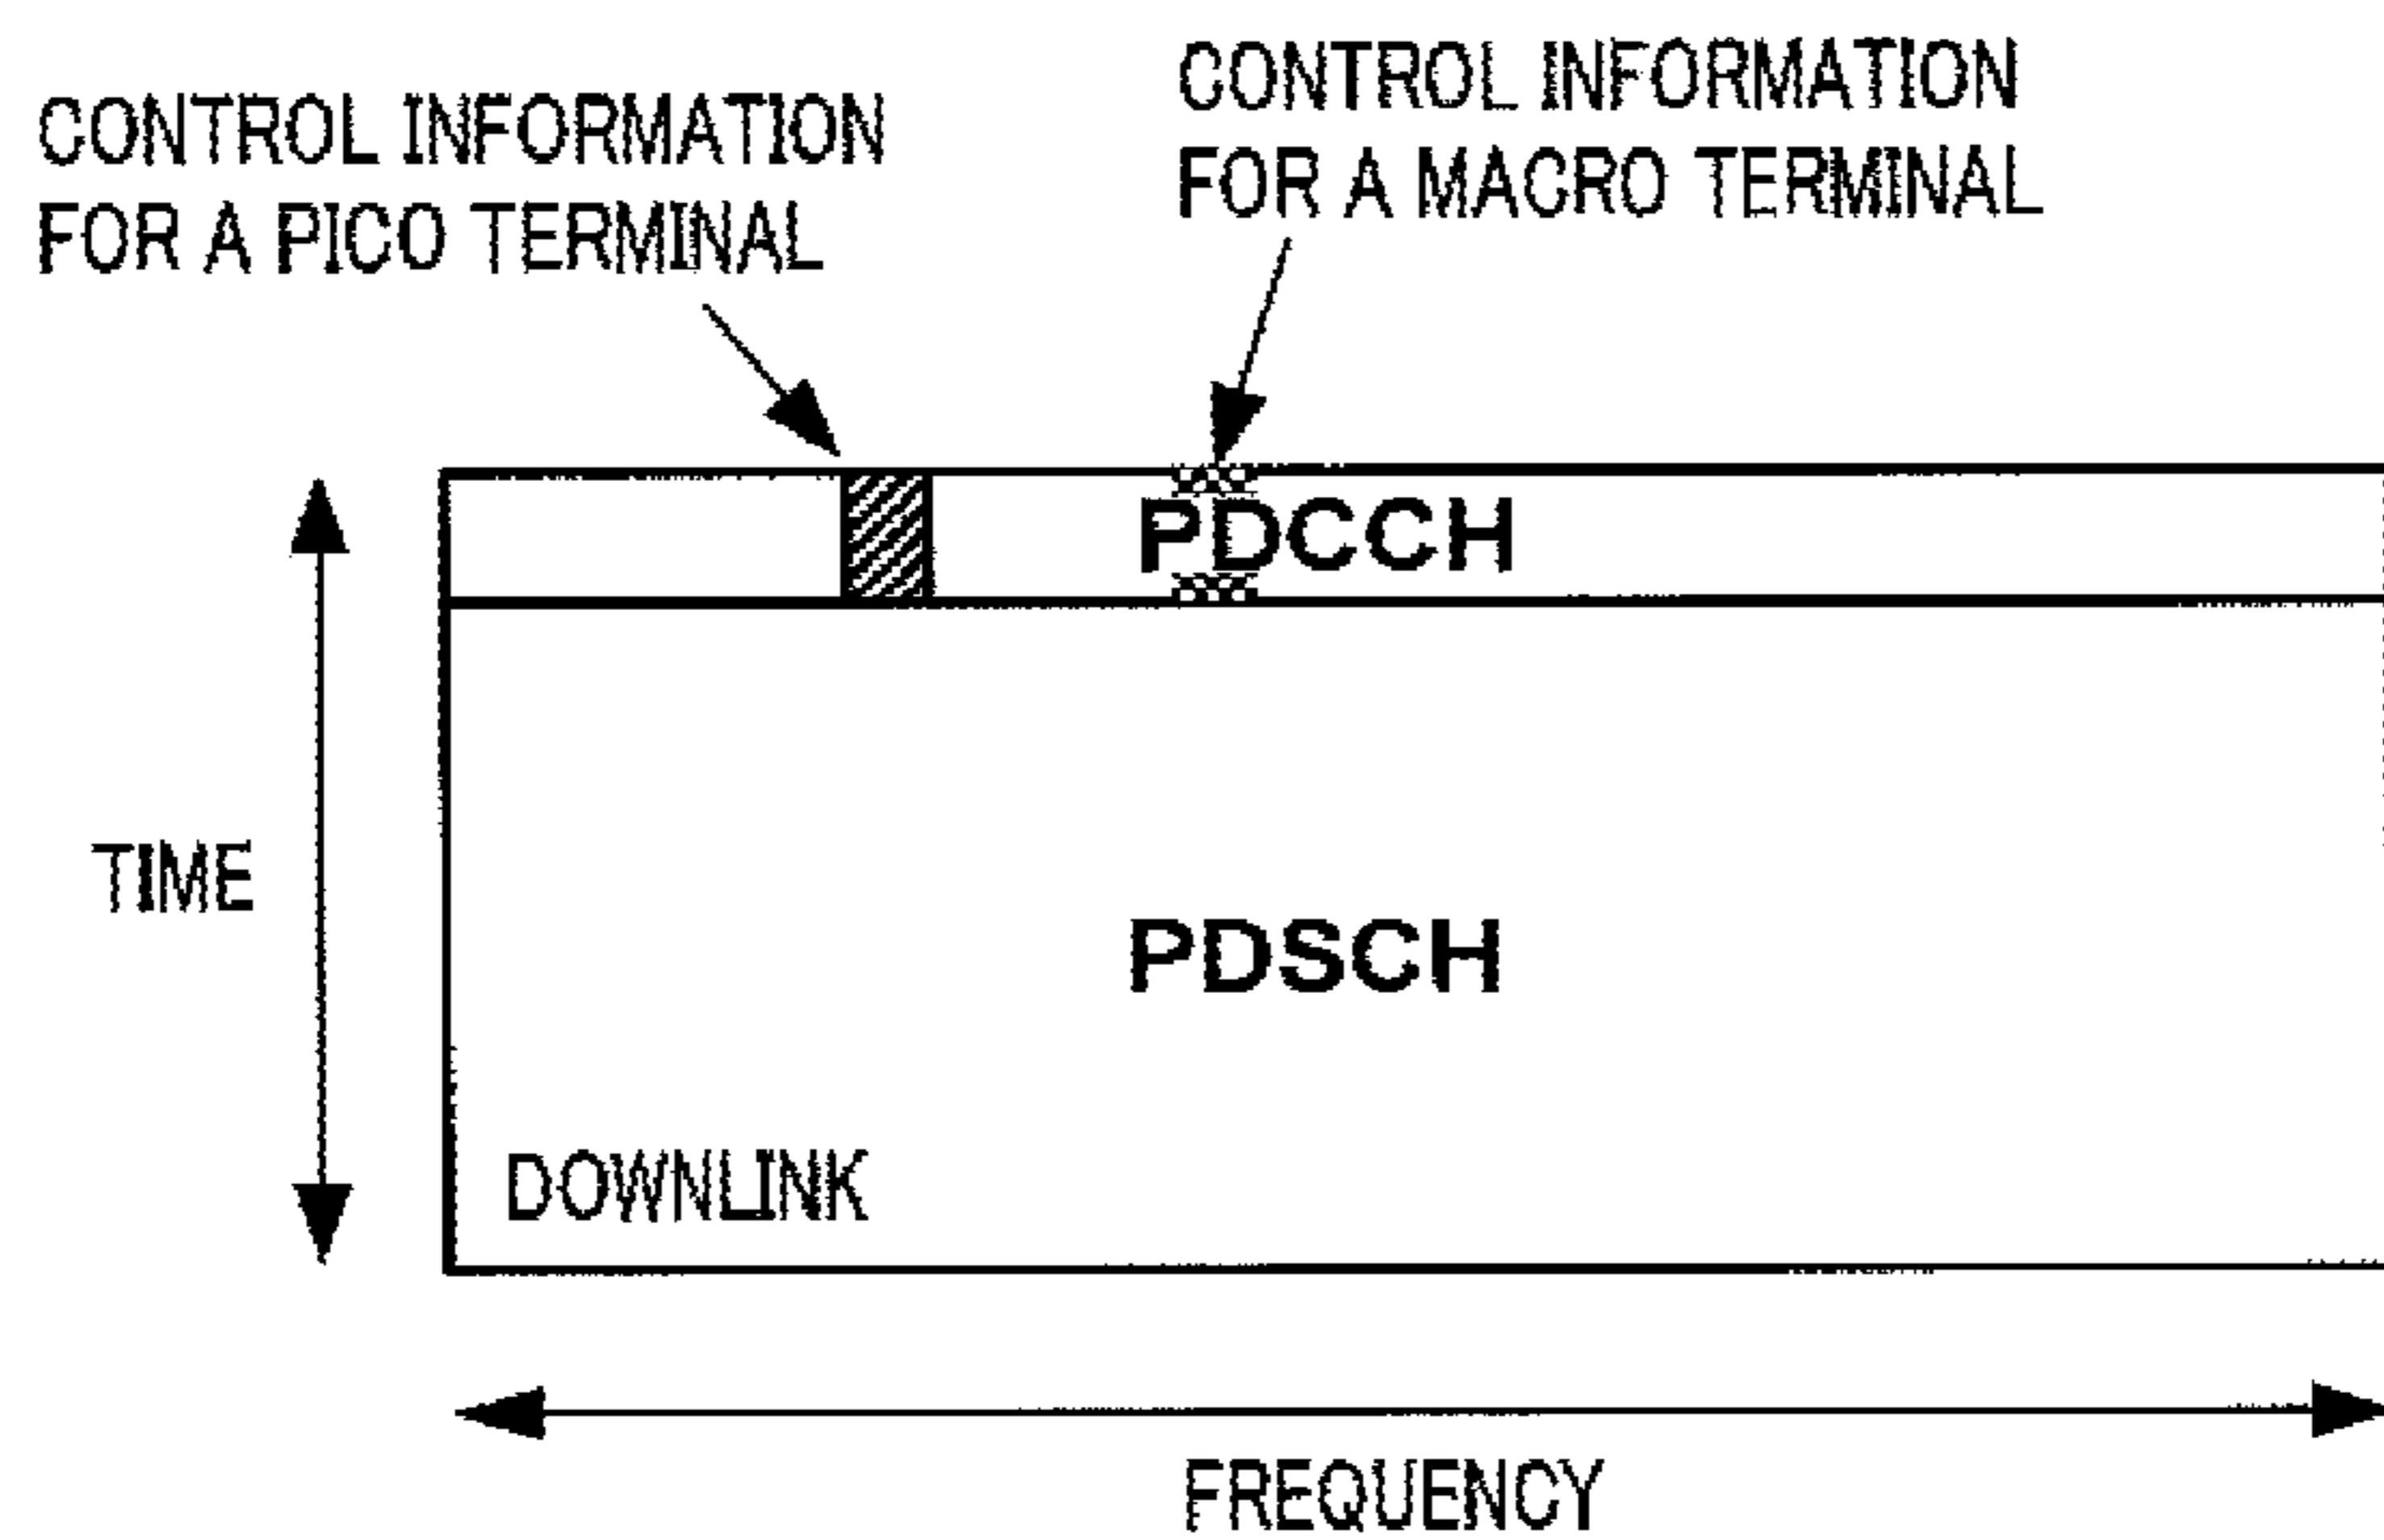 CONTROL INFORMATION
FOR A PICO TERMINAL
CONTROL INFORMATION
FOR A MACRO TERMINAL
PDCCH
TIME
PDSCH
DOWNLINK
FREQUENCY